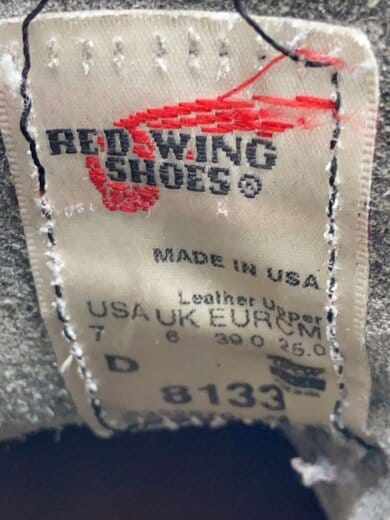 RED WING
SHOES®
MADE IN USA
Leather Upper
USA UK EUR CM
7 6 39.0 25.0
D
8133